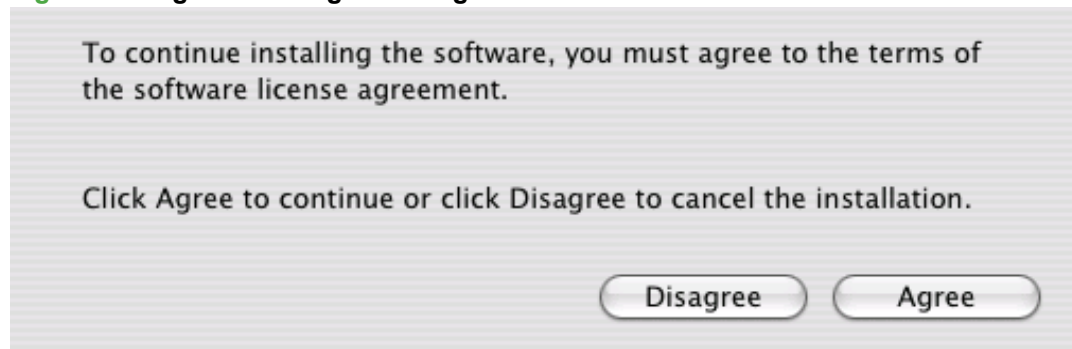 To continue installing the software, you must agree to the terms of
the software license agreement.
Click Agree to continue or click Disagree to cancel the installation.
Disagree Agree